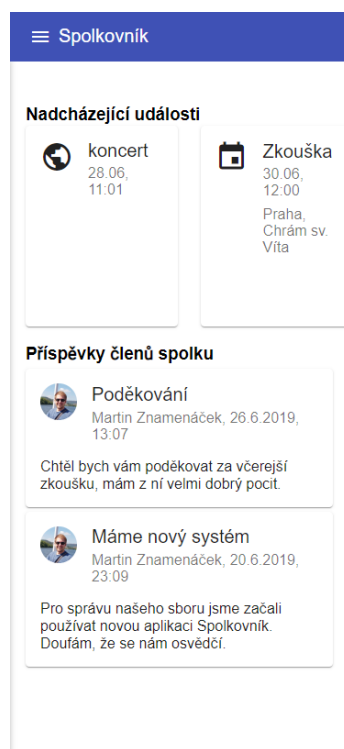 Spolkovník
Nadcházející události
koncert
28.06,
11:01
Zkouška
30.06,
12:00
Praha,
Chrám sv.
Víta
Příspěvky členů spolku
Poděkování
Martin Znamenáček, 26.6.2019,
13:07
Chtěl bych vám poděkovat za včerejší
zkoušku, mám z ní velmi dobrý pocit.
Máme nový systém
Martin Znamenáček, 20.6.2019,
23:09
Pro správu našeho sboru jsme začali
používat novou aplikaci Spolkovník.
Doufám, že se nám osvědčí.